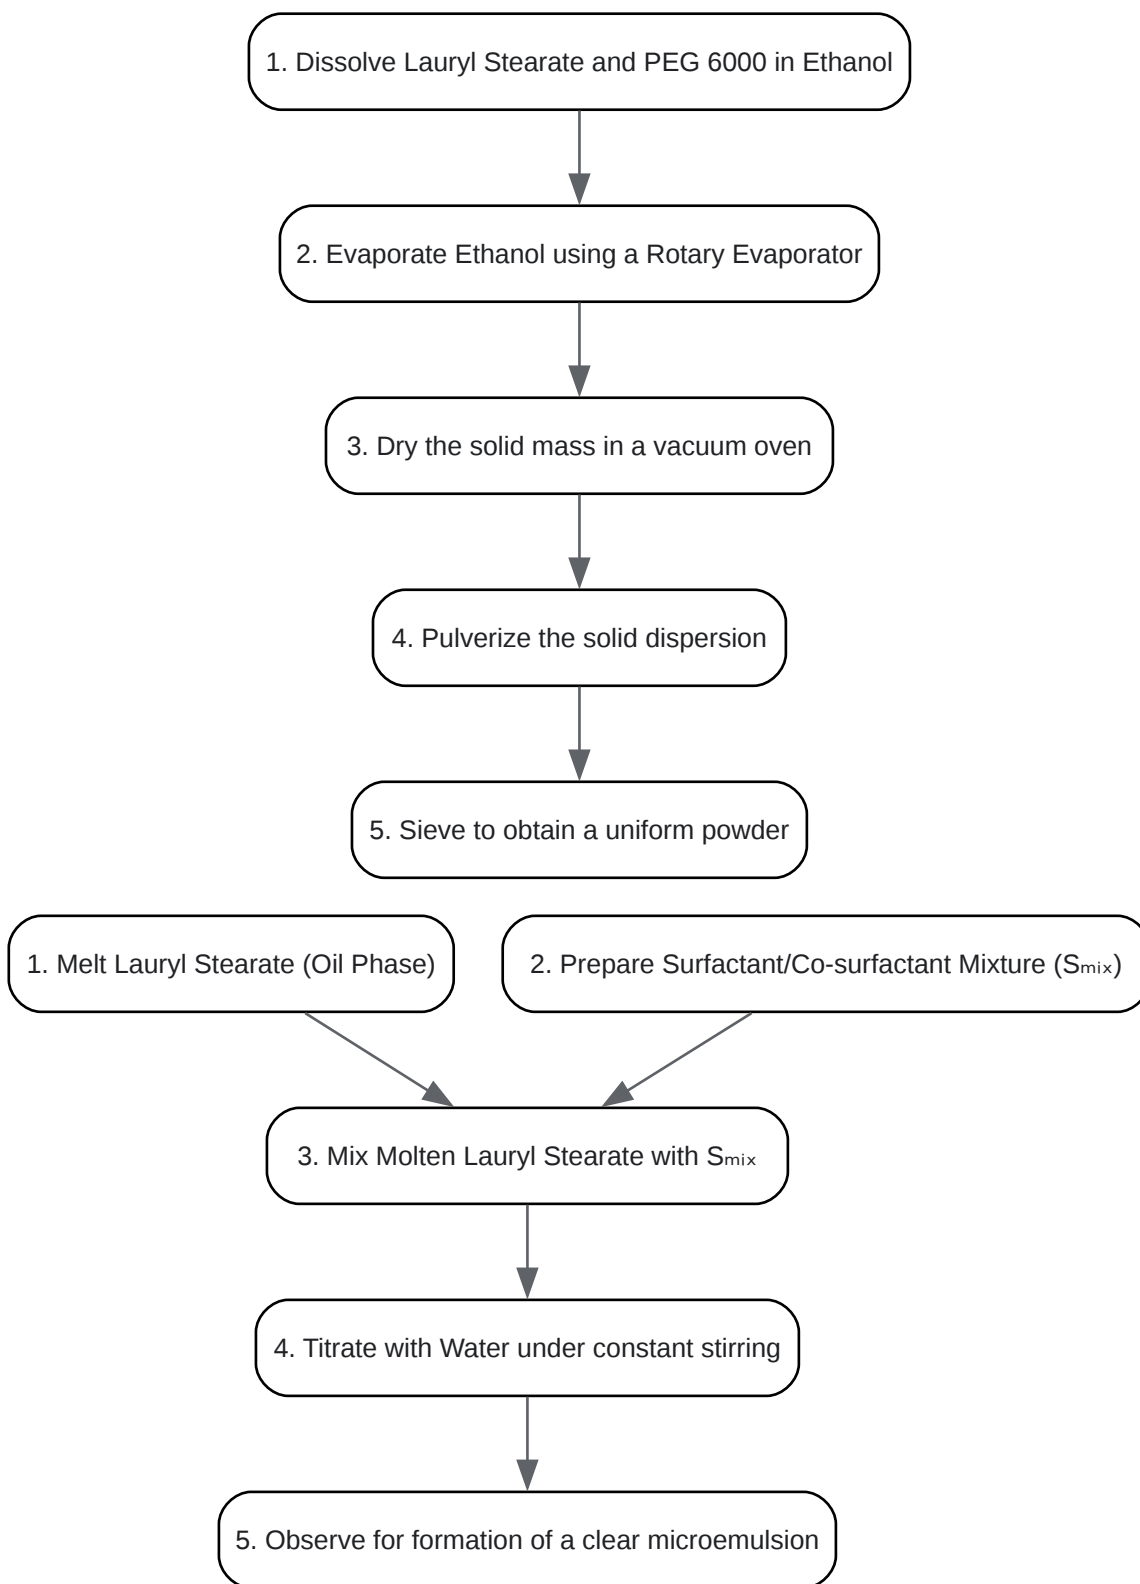 1. Dissolve Lauryl Stearate and PEG 6000 in Ethanol
2. Evaporate Ethanol using a Rotary Evaporator
3. Dry the solid mass in a vacuum oven
4. Pulverize the solid dispersion
5. Sieve to obtain a uniform powder
1. Melt Lauryl Stearate (Oil Phase)
2. Prepare Surfactant/Co-surfactant Mixture (Sₘᵢₓ)
3. Mix Molten Lauryl Stearate with Sₘᵢₓ
4. Titrate with Water under constant stirring
5. Observe for formation of a clear microemulsion